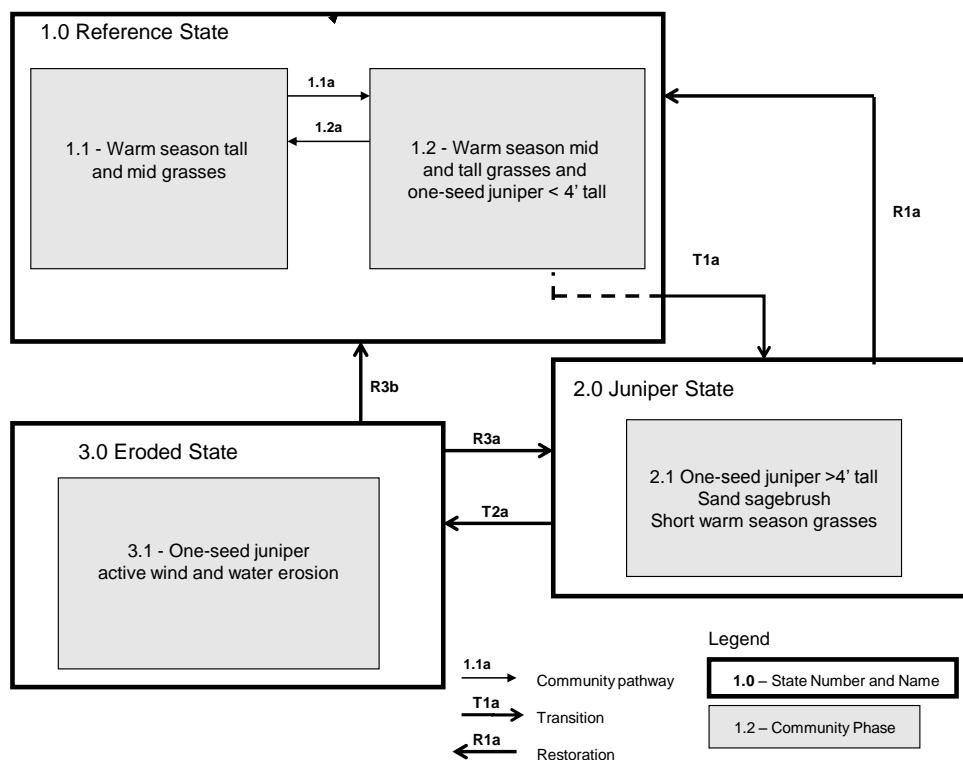 1.0 Reference State
1.1a
1.2a
1.1 - Warm season tall
and mid grasses
1.2 - Warm season mid
and tall grasses and
one-seed juniper < 4’ tall
R1a
T1a
R3b
2.0 Juniper State
3.0 Eroded State
R3a
T2a
2.1 One-seed juniper >4’ tall
Sand sagebrush
Short warm season grasses
3.1 - One-seed juniper
active wind and water erosion
Legend
1.1a
Community pathway
T1a
Transition
R1a
Restoration
1.0 – State Number and Name
1.2 – Community Phase